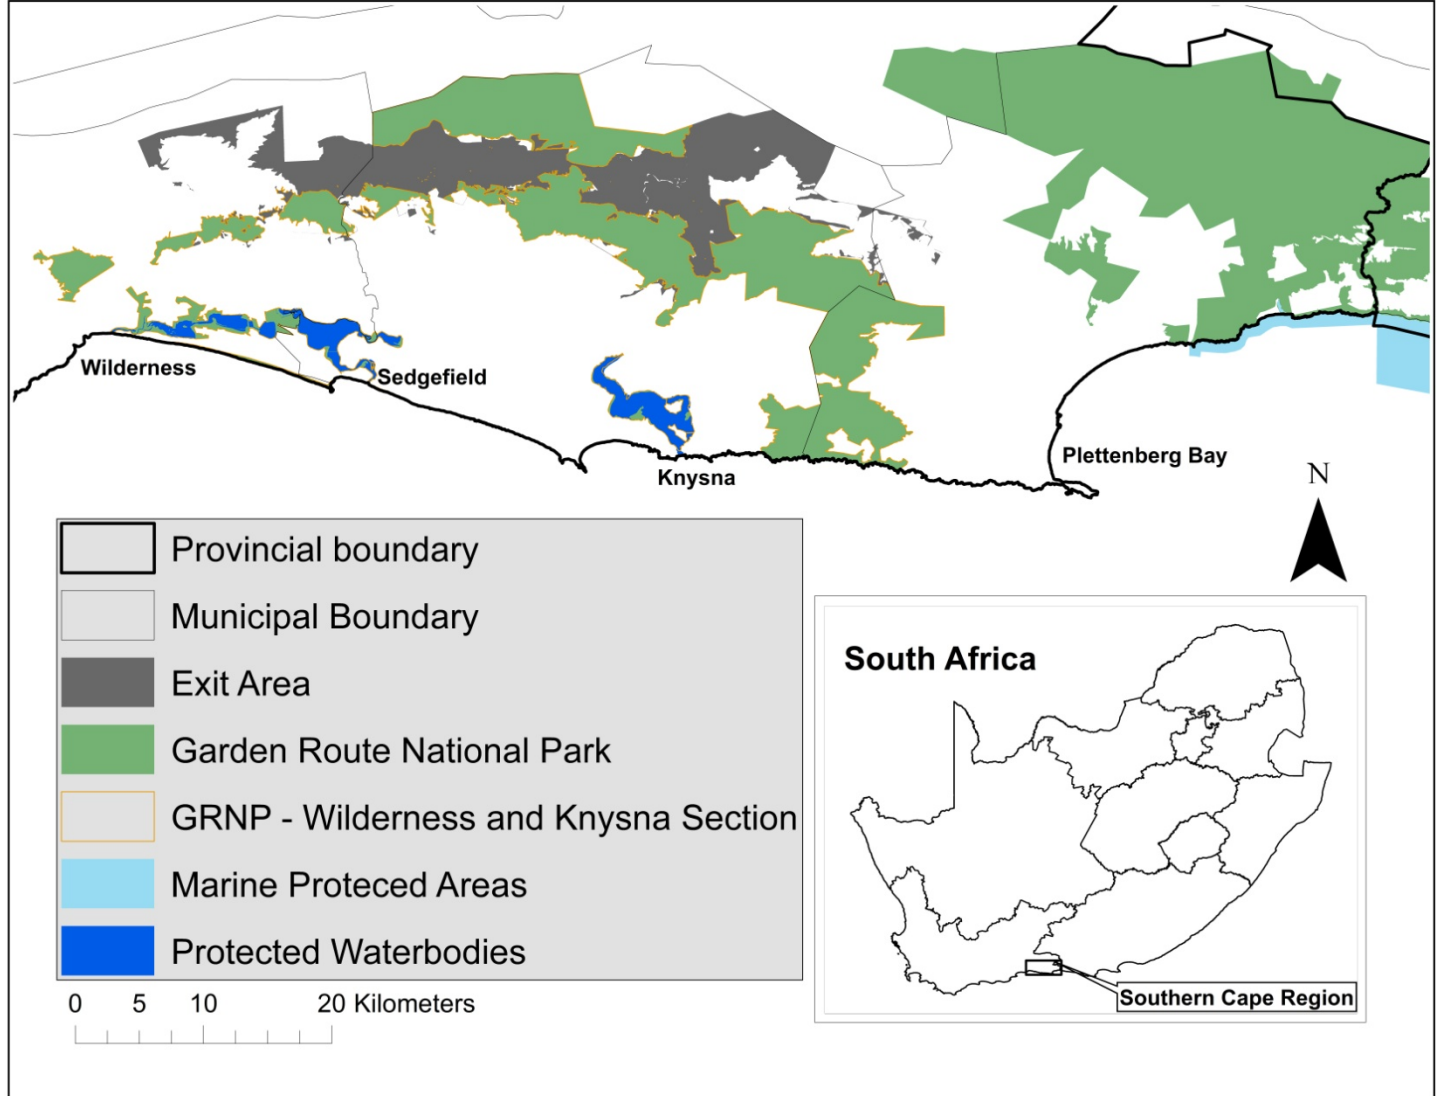 Wilderness
Sedgefield
Knysna
Plettenberg Bay
N
Provincial boundary
Municipal Boundary
Exit Area
Garden Route National Park
GRNP - Wilderness and Knysna Section
Marine Proteced Areas
Protected Waterbodies
0 5 10 20 Kilometers
South Africa
Southern Cape Region